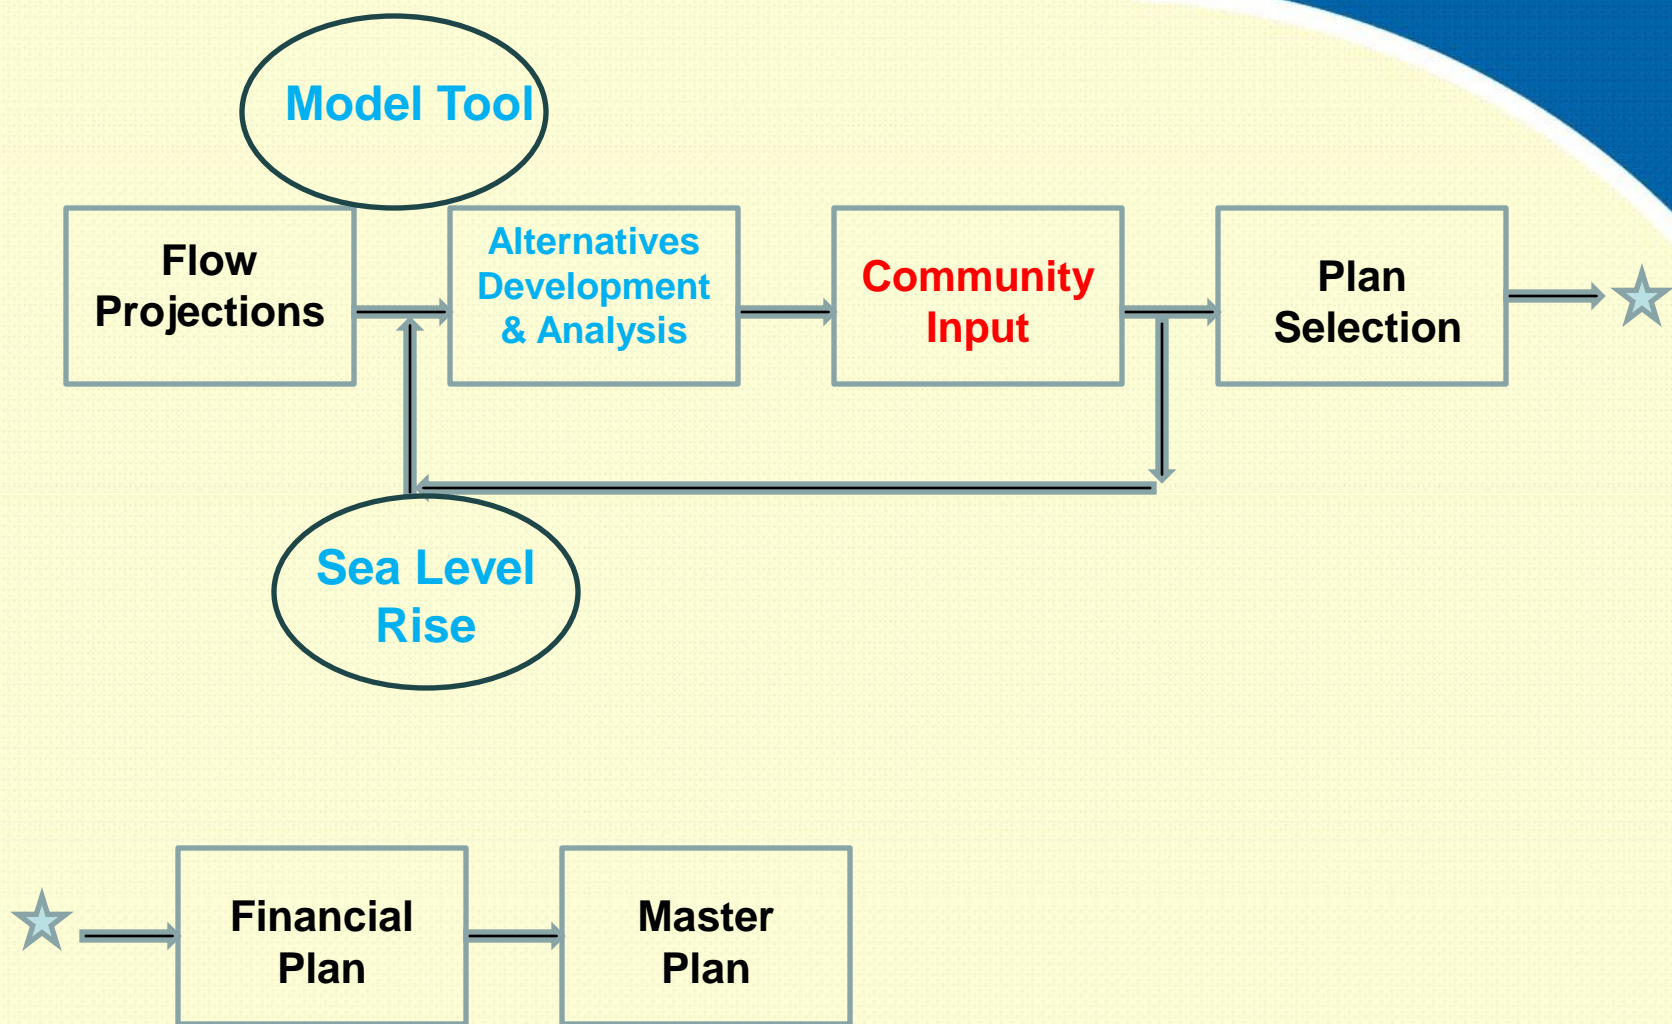 Model Tool
Flow
Projections
Alternatives
Development
& Analysis
Community
Input
Plan
Selection
Sea Level
Rise
Financial
Plan
Master
Plan